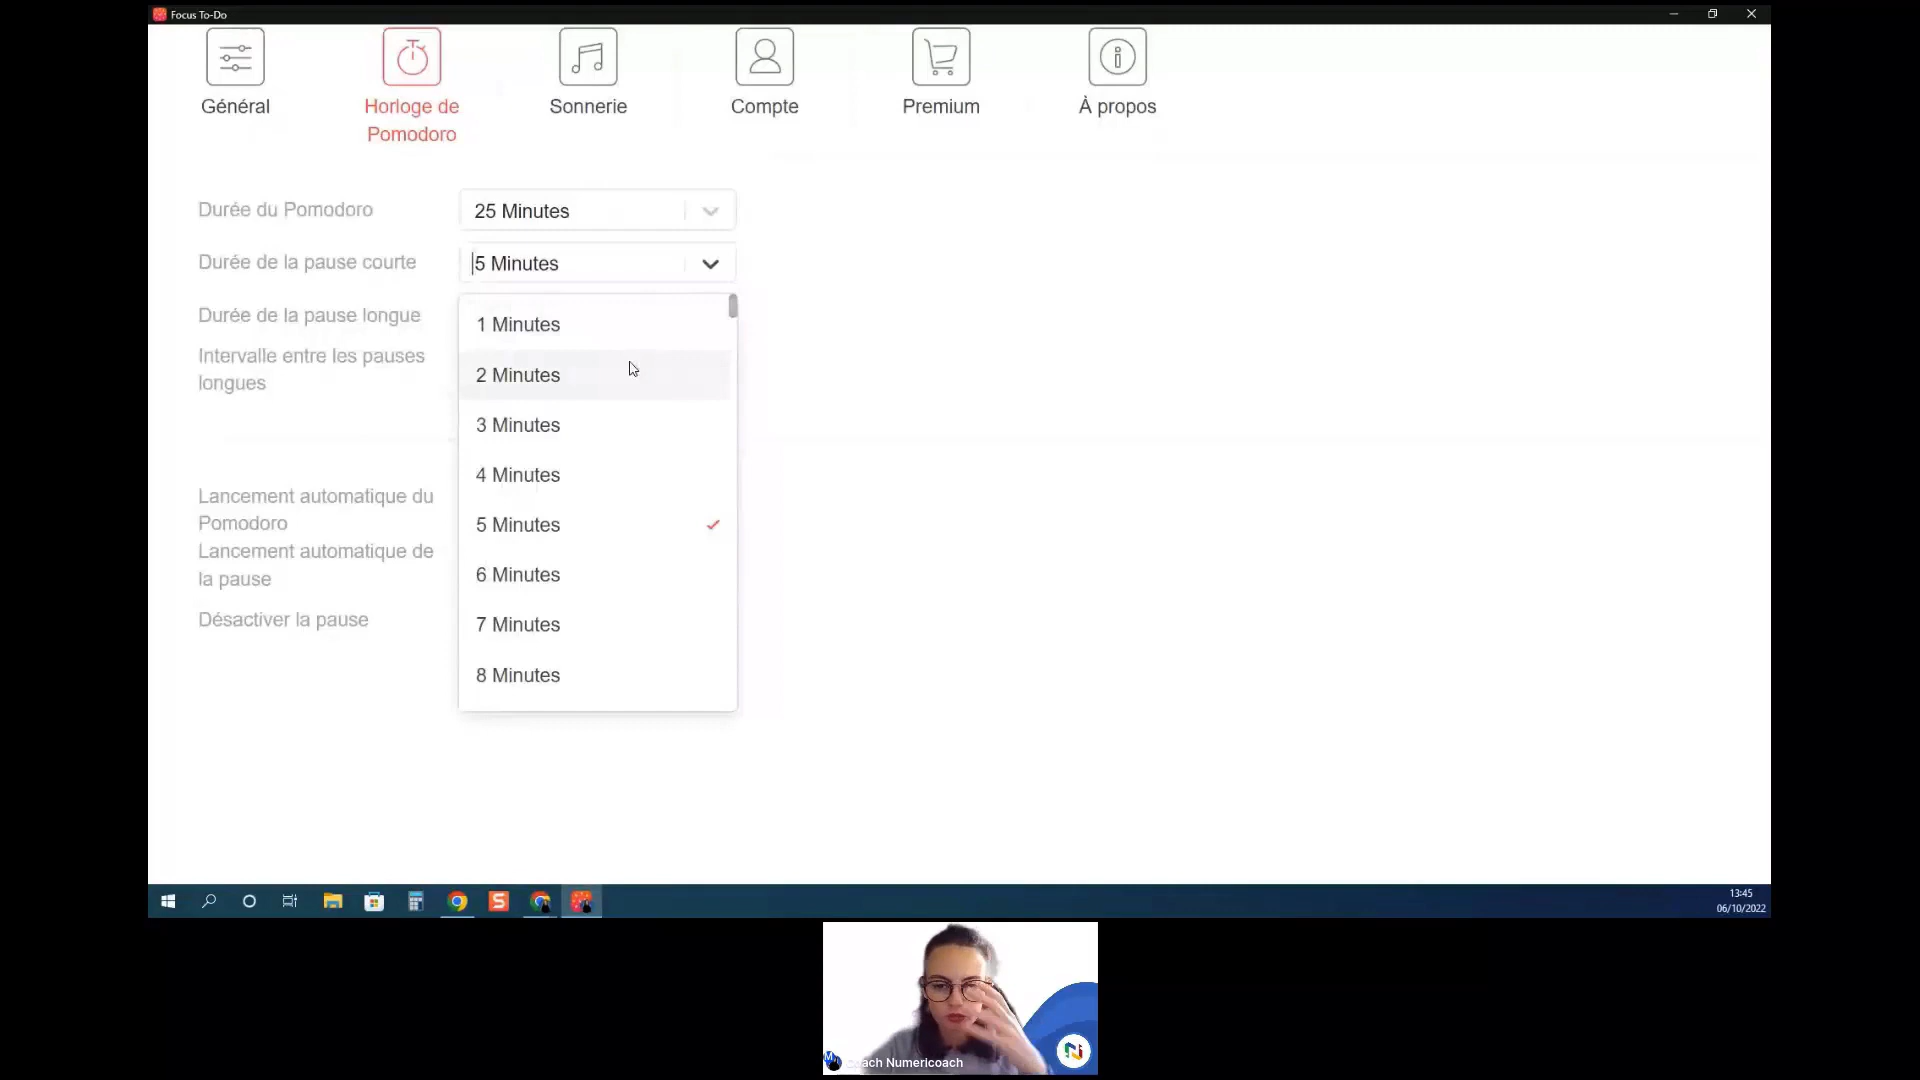 Focus To-Do
Général
Horloge de
Pomodoro
Sonnerie
Compte
Premium
À propos
Durée du Pomodoro
25 Minutes
Durée de la pause courte
5 Minutes
Durée de la pause longue
Intervalle entre les pauses
longues
1 Minutes
2 Minutes
3 Minutes
4 Minutes
5 Minutes
6 Minutes
7 Minutes
8 Minutes
Lancement automatique du
Pomodoro
Lancement automatique de
la pause
Désactiver la pause
13:45
06/10/2022
Numericoach